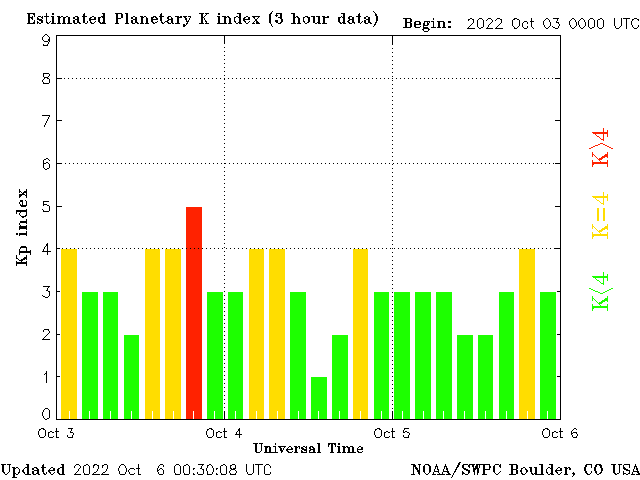 Estimated Planetary K index (3 hour data)
Begin: 2022 Oct 03 0000 UTC
9
8
7
6
5
4
3
2
1
0
Kp index
Oct 3
Oct 4
Oct 5
Oct 6
Universal Time
K>4
K=4
K<4
Updated 2022 Oct 6 00:30:08 UTC
NOAA/SWPC Boulder, CO USA